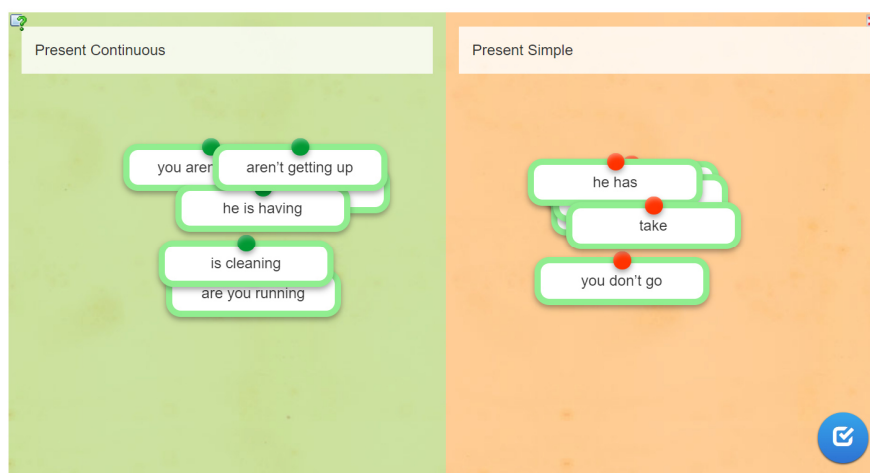 Present Continuous
Present Simple
you
aren't getting up
he is having
is cleaning
are you running
he has
take
you don't go